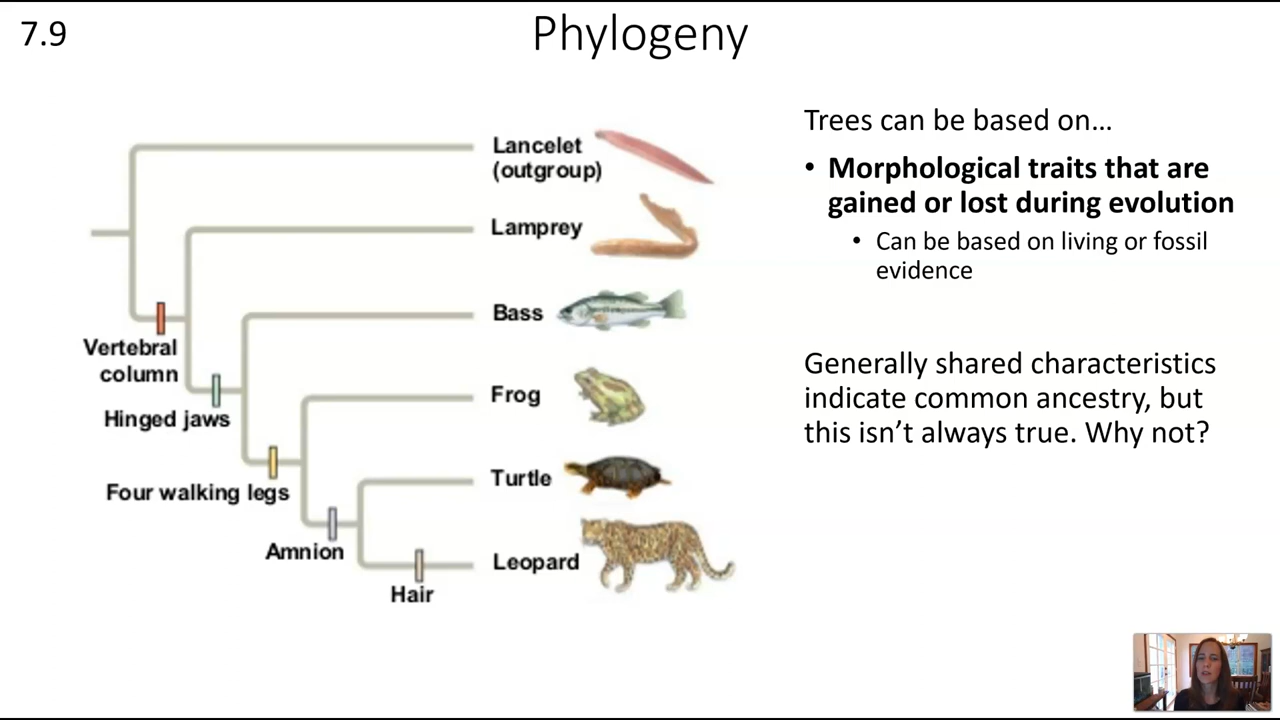 7.9
Phylogeny
Lancelet
(outgroup)
Lamprey
Bass
Frog
Turtle
Leopard
Vertebral
column
Hinged jaws
Four walking legs
Amnion
Hair
Trees can be based on…
• Morphological traits that are
gained or lost during evolution
• Can be based on living or fossil
evidence
Generally shared characteristics
indicate common ancestry, but
this isn’t always true. Why not?